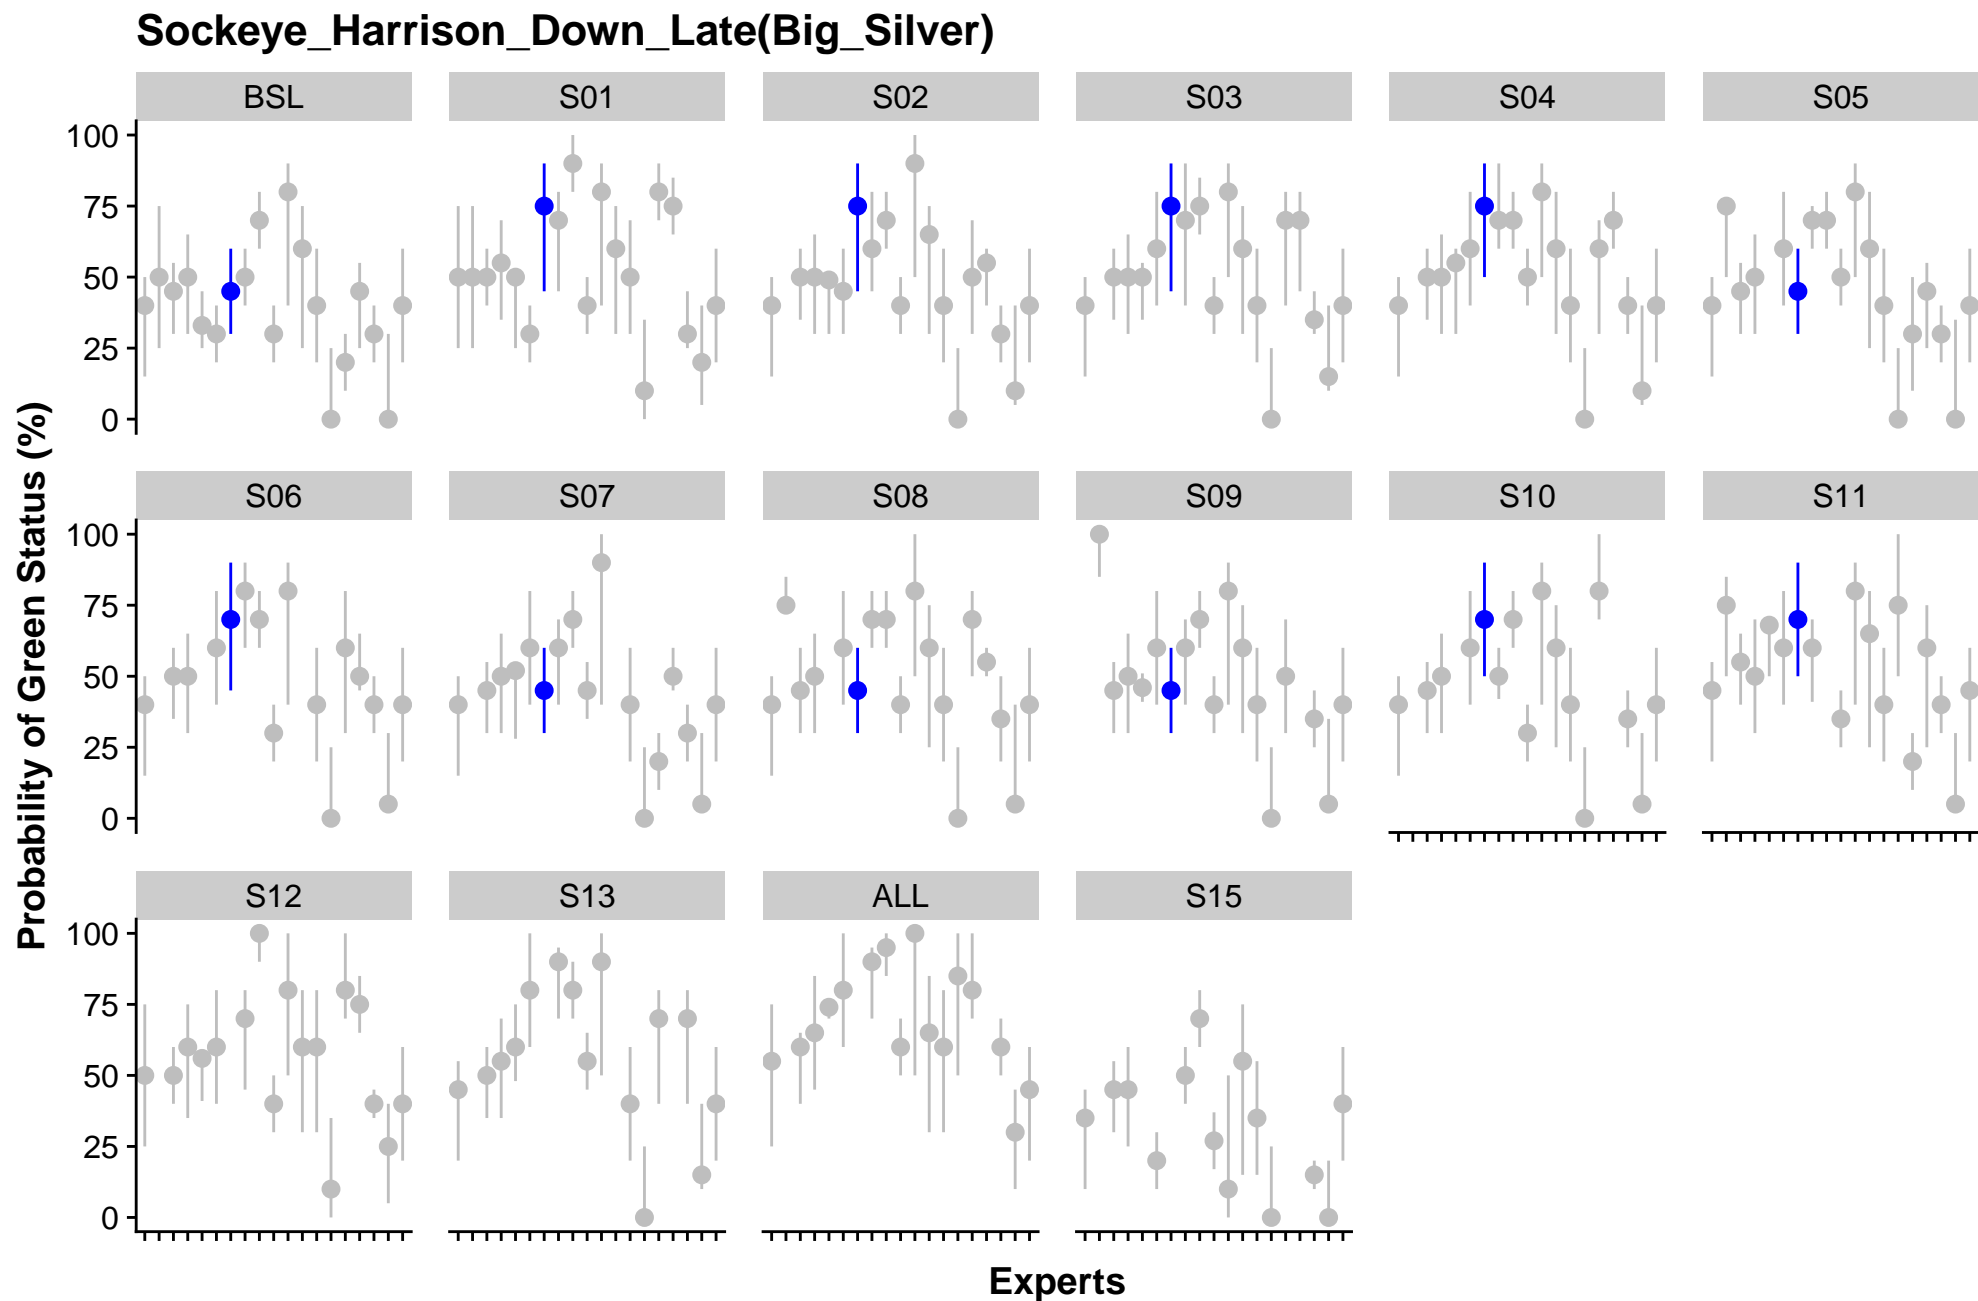 Sockeye_Harrison_Down_Late(Big_Silver)
BSL S01 S02 S03 S04 S05
100
75
50
25
0
S06 S07 S08 S09 S10 S11
100
75
50
25
0
S12 S13 ALL S15
100
75
50
25
0
Probability of Green Status (%)
Experts